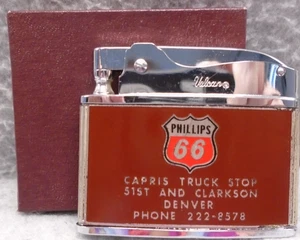 Vulcan
PHILLIPS
66
CAPRIS TRUCK STOP
51ST AND CLARKSON
DENVER
PHONE 222-8578